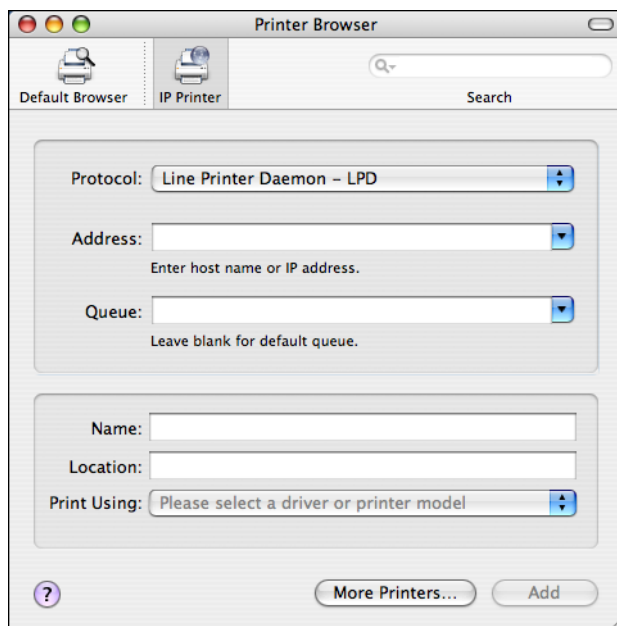 Printer Browser
Default Browser
IP Printer
Search
Protocol: Line Printer Daemon – LPD
Address:
Enter host name or IP address.
Queue:
Leave blank for default queue.
Name:
Location:
Print Using: Please select a driver or printer model
? More Printers... Add